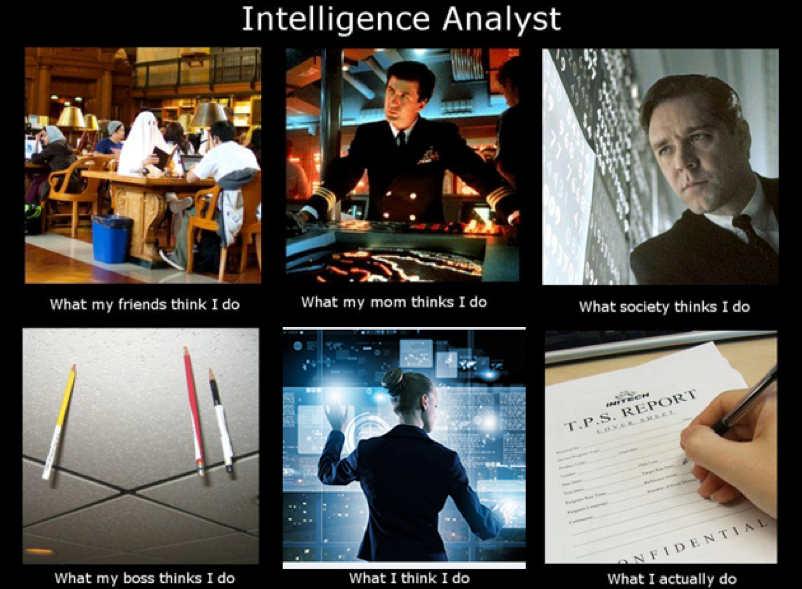 Intelligence Analyst
What my friends think I do
What my mom thinks I do
What society thinks I do
What my boss thinks I do
What I think I do
INITECH
T.P.S. REPORT
COVER SHEET
ONFIDENTIAL
What I actually do